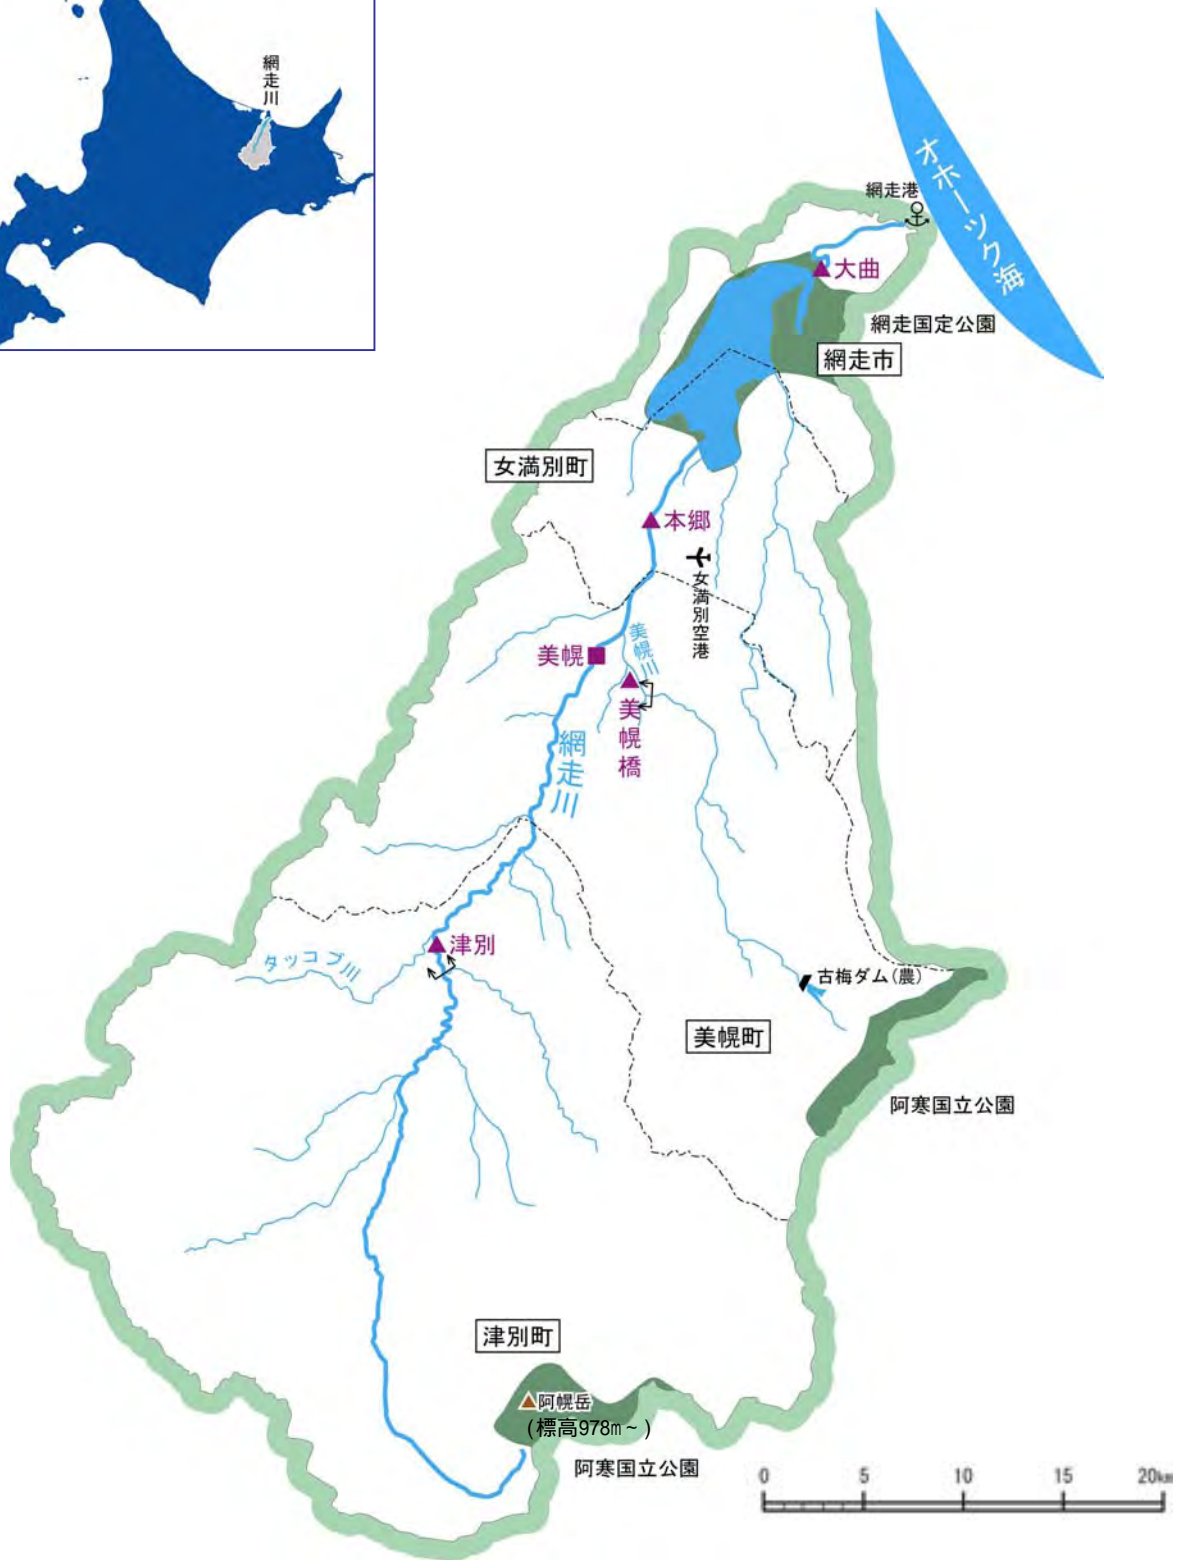 網走川
オホーツク海
網走港
大曲
網走国定公園
網走市
女満別町
本郷
女満別空港
美幌川
美幌
美幌橋
網走川
津別
タッコブ川
古梅ダム(農)
美幌町
阿寒国立公園
津別町
阿幌岳
(標高978m~)
阿寒国立公園
0 5 10 15 20km